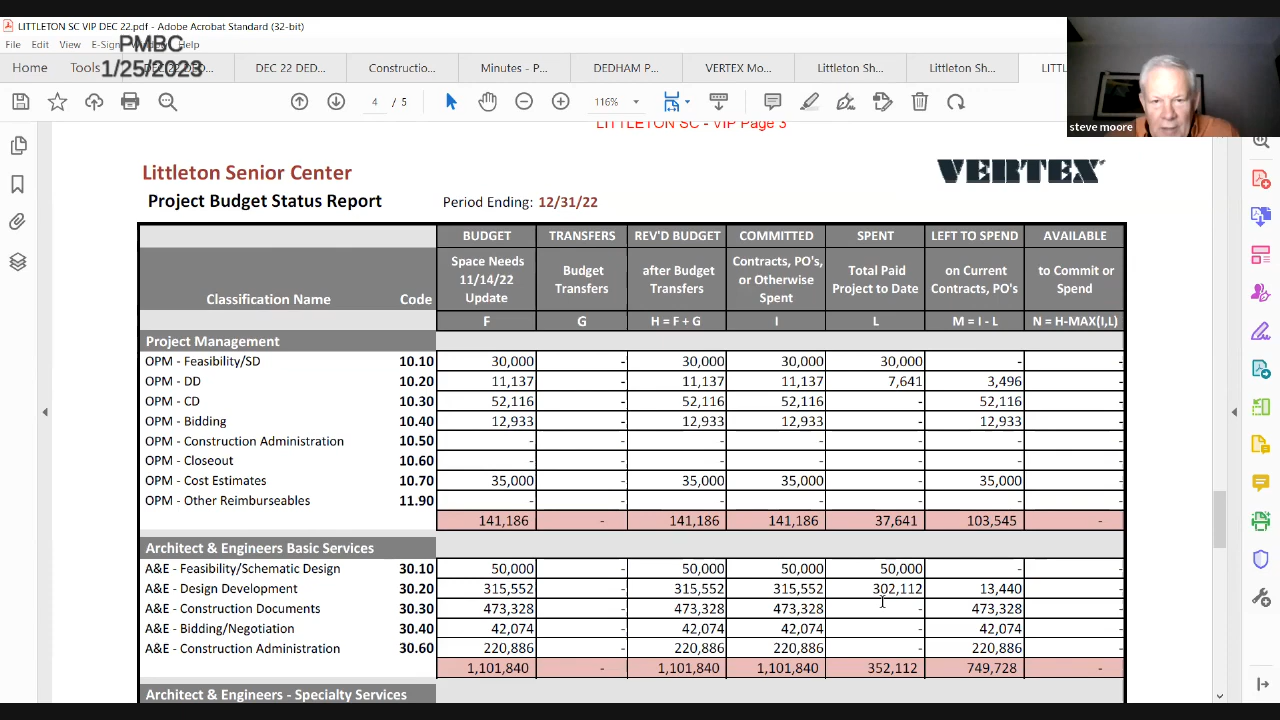 LITTLETON SC VIP DEC 22.pdf - Adobe Acrobat Standard (32-bit)
File Edit View E-Sign Help
PMBC
1/25/2023
Home Tools DEC 22 DED... Constructio... Minutes - P... DEDHAM P... VERTEX Mo... Littleton Sh... Littleton Sh...
4 / 5 116%
steve moore
LITTLETON SC - VIP Page 3
Littleton Senior Center VERTEX
Project Budget Status Report Period Ending: 12/31/22
BUDGET TRANSFERS REV'D BUDGET COMMITTED SPENT LEFT TO SPEND AVAILABLE
Space Needs Contracts, PO's,
11/14/22 Budget after Budget or Otherwise Total Paid on Current to Commit or
Classification Name Code Update Transfers Transfers Spent Project to Date Contracts, PO's Spend
F G H = F + G I L M = I - L N = H-MAX(I,L)
Project Management
OPM - Feasibility/SD 10.10 30,000 - 30,000 30,000 30,000 - -
OPM - DD 10.20 11,137 - 11,137 11,137 7,641 3,496 -
OPM - CD 10.30 52,116 - 52,116 52,116 - 52,116 -
OPM - Bidding 10.40 12,933 - 12,933 12,933 - 12,933 -
OPM - Construction Administration 10.50 - - - - - - -
OPM - Closeout 10.60 - - - - - - -
OPM - Cost Estimates 10.70 35,000 - 35,000 35,000 - 35,000 -
OPM - Other Reimburseables 11.90 - - - - - - -
141,186 - 141,186 141,186 37,641 103,545 -
Architect & Engineers Basic Services
A&E - Feasibility/Schematic Design 30.10 50,000 - 50,000 50,000 50,000 - -
A&E - Design Development 30.20 315,552 - 315,552 315,552 302,112 13,440 -
A&E - Construction Documents 30.30 473,328 - 473,328 473,328 - 473,328 -
A&E - Bidding/Negotiation 30.40 42,074 - 42,074 42,074 - 42,074 -
A&E - Construction Administration 30.60 220,886 - 220,886 220,886 - 220,886 -
1,101,840 - 1,101,840 1,101,840 352,112 749,728 -
Architect & Engineers - Specialty Services